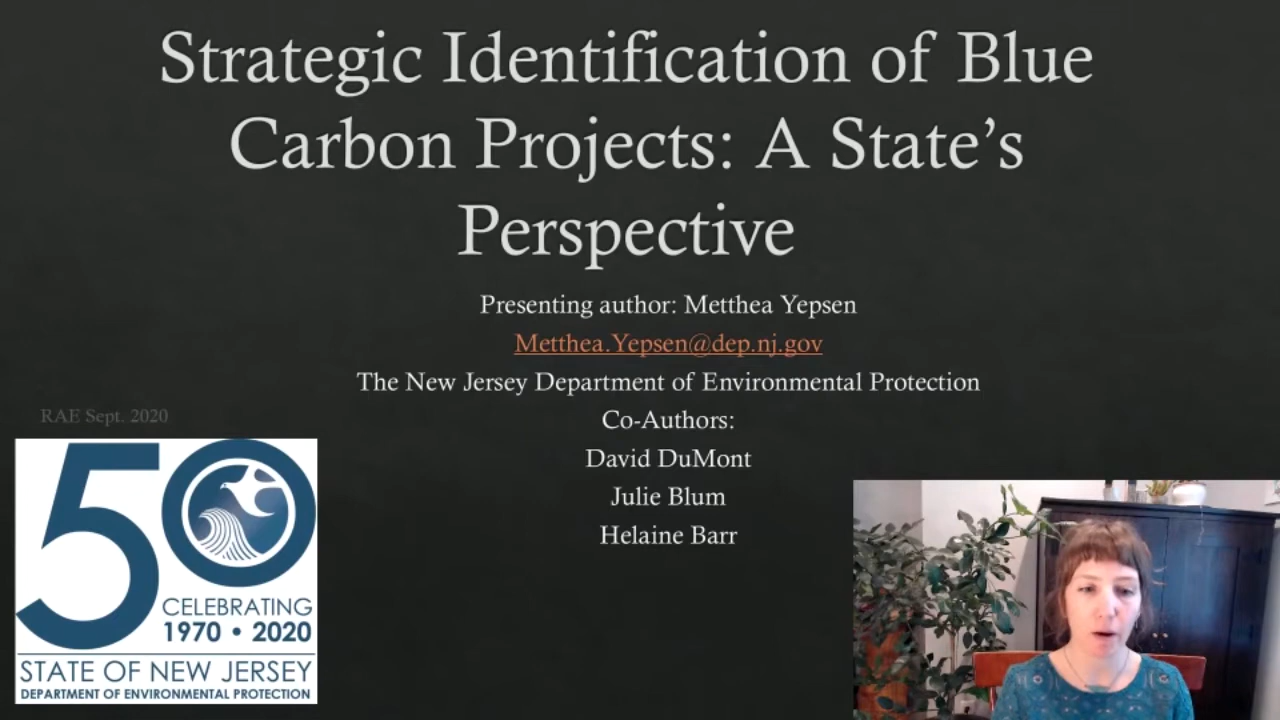 Strategic Identification of Blue
Carbon Projects: A State's
Perspective
Presenting author: Metthea Yepsen
Metthea.Yepsen@dep.nj.gov
The New Jersey Department of Environmental Protection
Co-Authors:
David DuMont
Julie Blum
Helaine Barr
RAE Sept. 2020
50
CELEBRATING
1970 • 2020
STATE OF NEW JERSEY
DEPARTMENT OF ENVIRONMENTAL PROTECTION